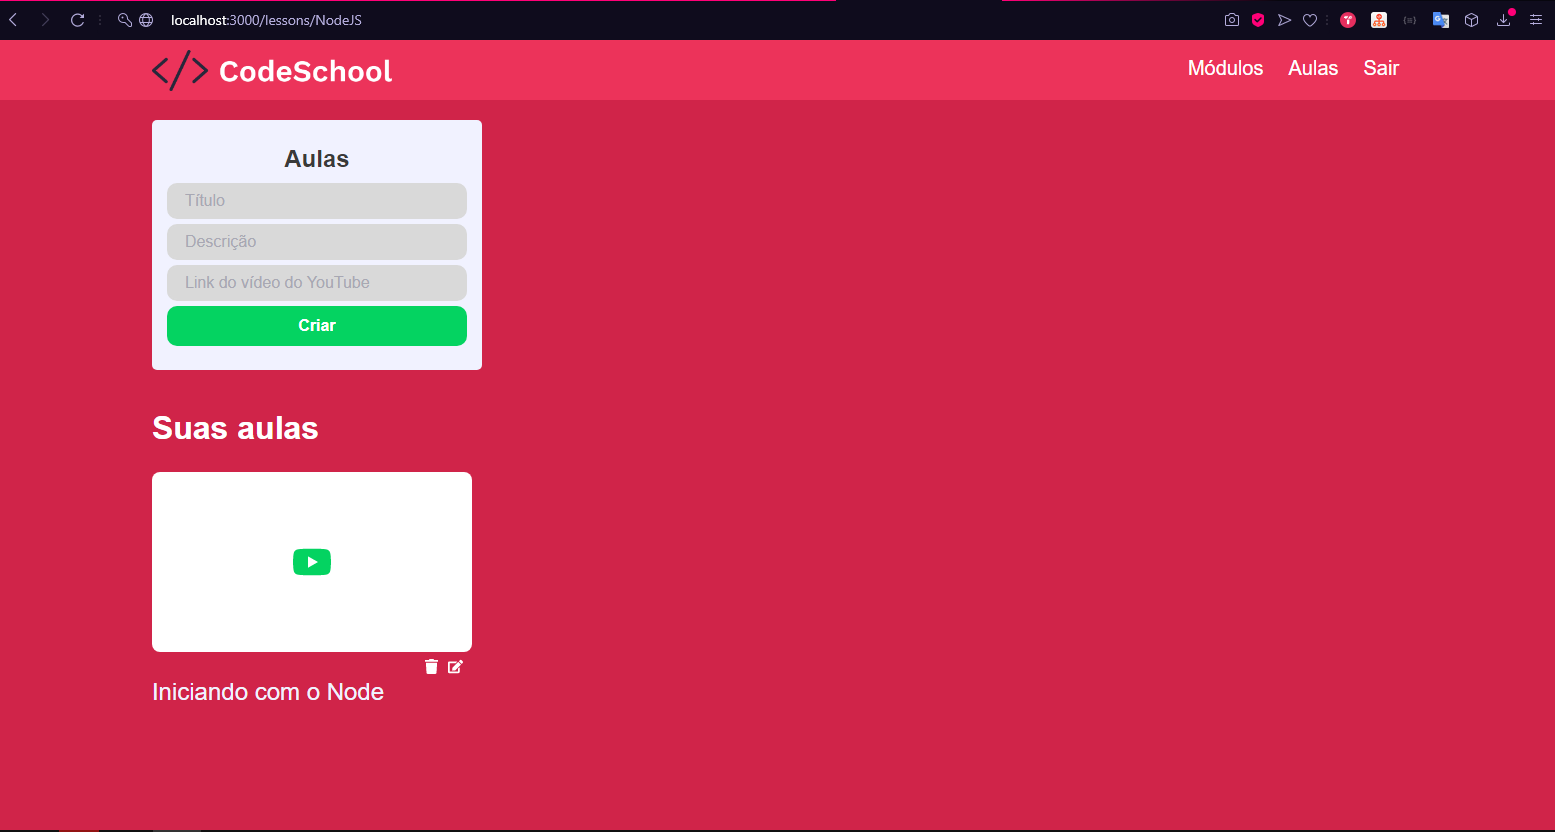 localhost:3000/lessons/NodeJS
</> CodeSchool
Módulos Aulas Sair
Aulas
Título
Descrição
Link do vídeo do YouTube
Criar
Suas aulas
Iniciando com o Node